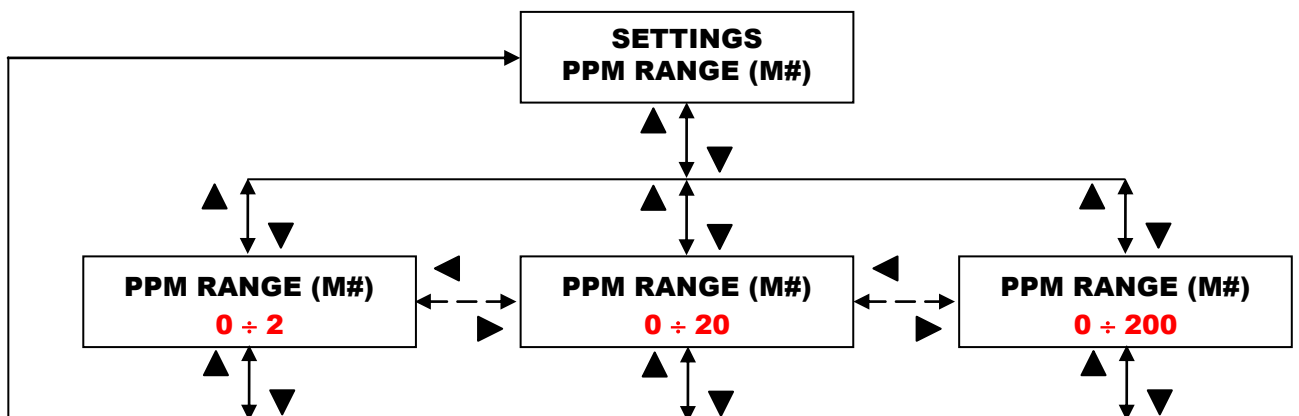 SETTINGS
PPM RANGE (M#)
PPM RANGE (M#)
0 ÷ 2
PPM RANGE (M#)
0 ÷ 20
PPM RANGE (M#)
0 ÷ 200